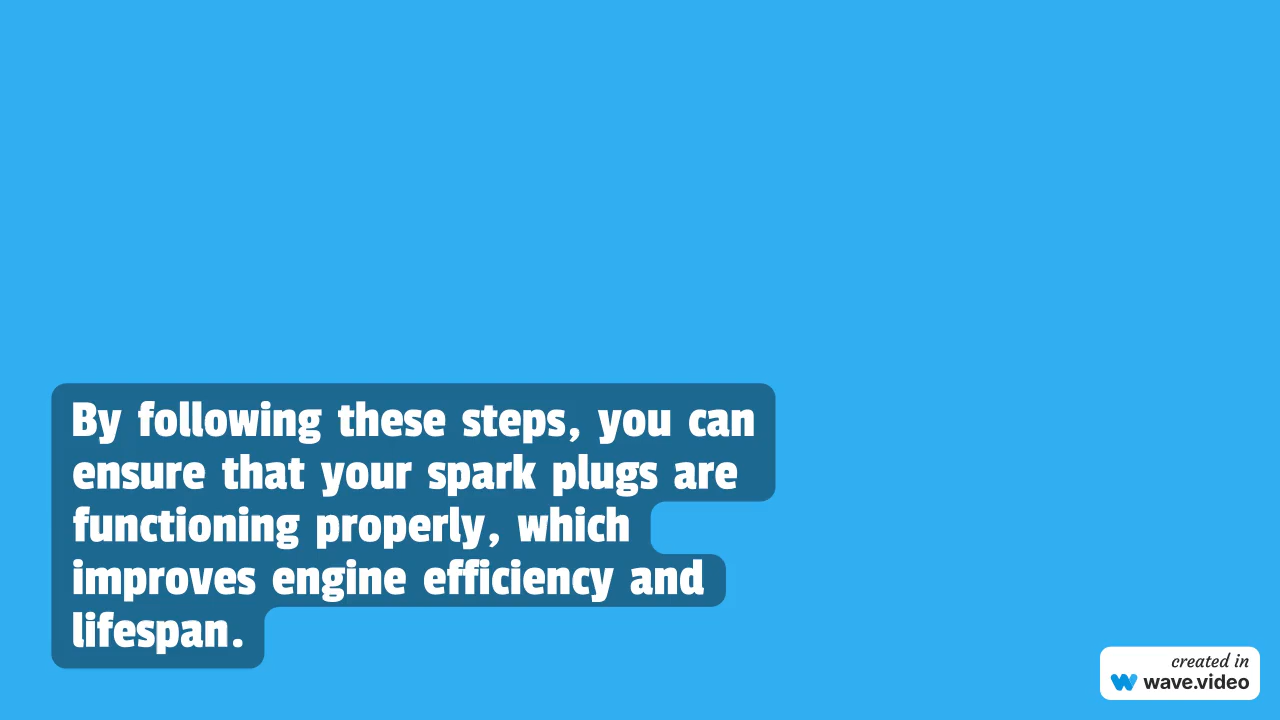 By following these steps, you can
ensure that your spark plugs are
functioning properly, which
improves engine efficiency and
lifespan.
created in
wave.video